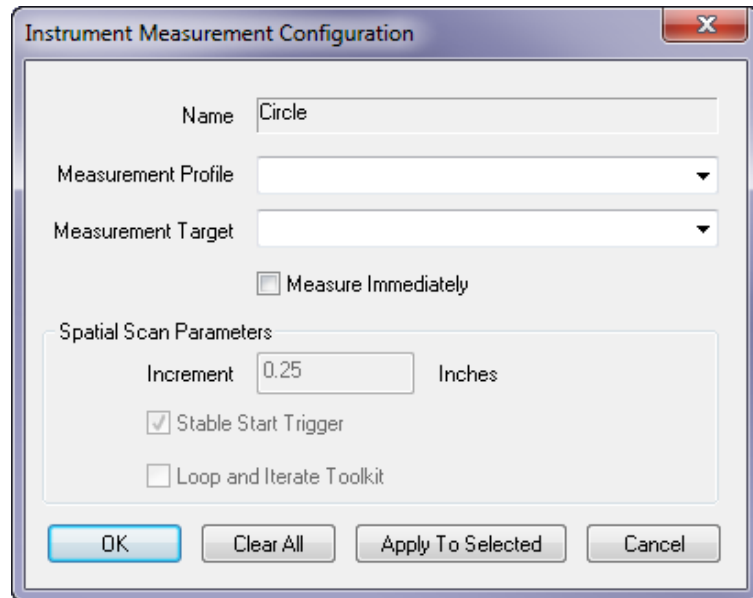 Instrument Measurement Configuration
Name Circle
Measurement Profile
Measurement Target
Measure Immediately
Spatial Scan Parameters
Increment 0.25 Inches
Stable Start Trigger
Loop and Iterate Toolkit
OK Clear All Apply To Selected Cancel